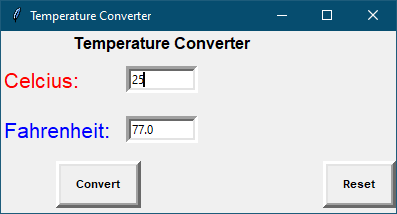 Temperature Converter
Temperature Converter
Celcius: 25
Fahrenheit: 77.0
Convert Reset